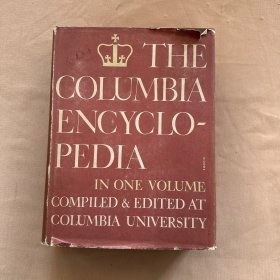 THE
COLUMBIA
ENCYCLO-
PEDIA
IN ONE VOLUME
COMPILED & EDITED AT
COLUMBIA UNIVERSITY